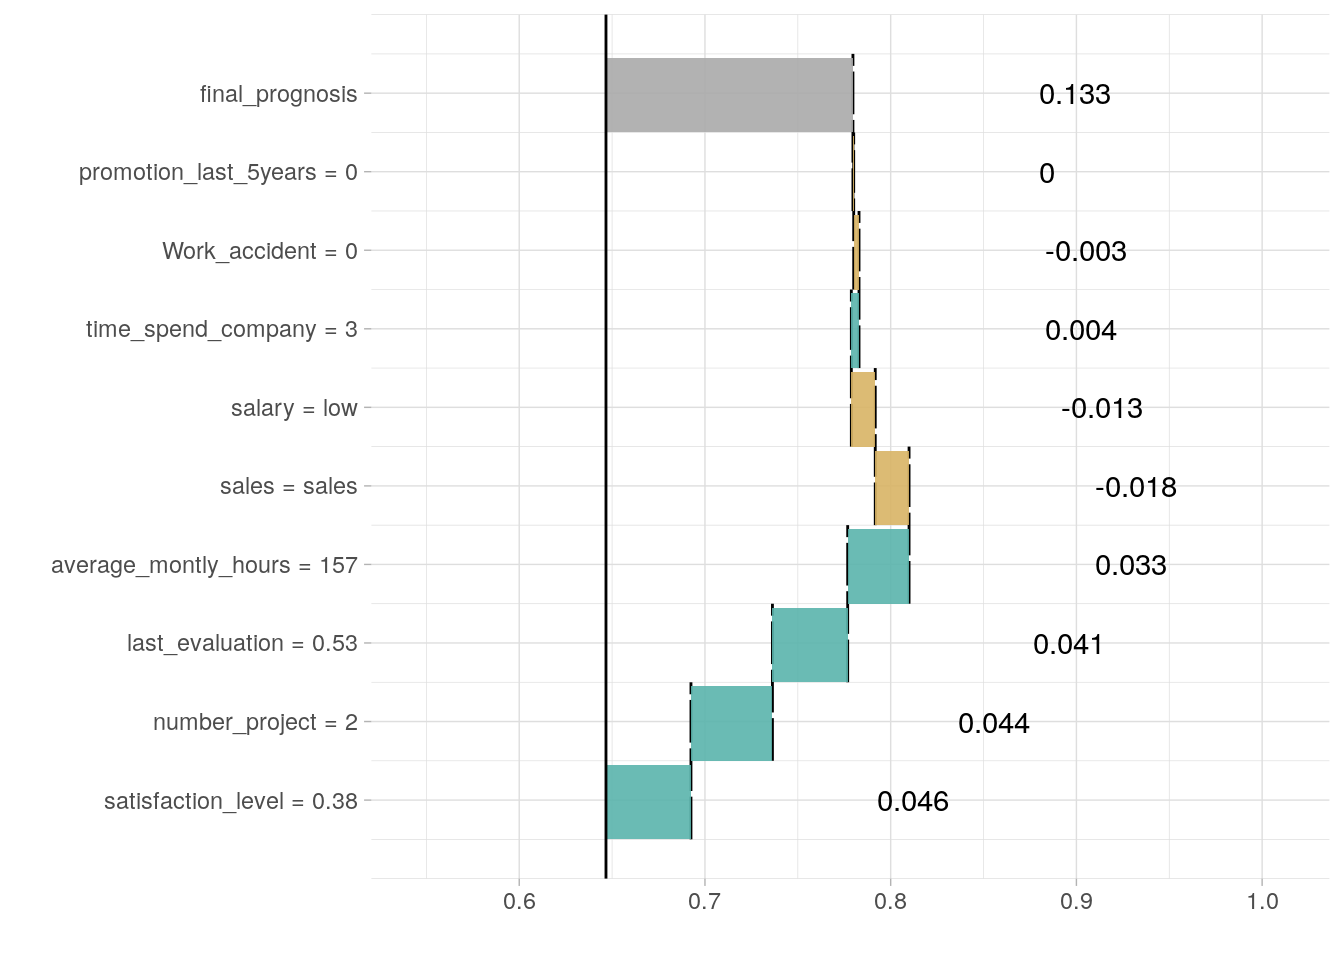 final_prognosis 0.133
promotion_last_5years = 0 0
Work_accident = 0 -0.003
time_spend_company = 3 0.004
salary = low -0.013
sales = sales -0.018
average_montly_hours = 157 0.033
last_evaluation = 0.53 0.041
number_project = 2 0.044
satisfaction_level = 0.38 0.046
0.6 0.7 0.8 0.9 1.0